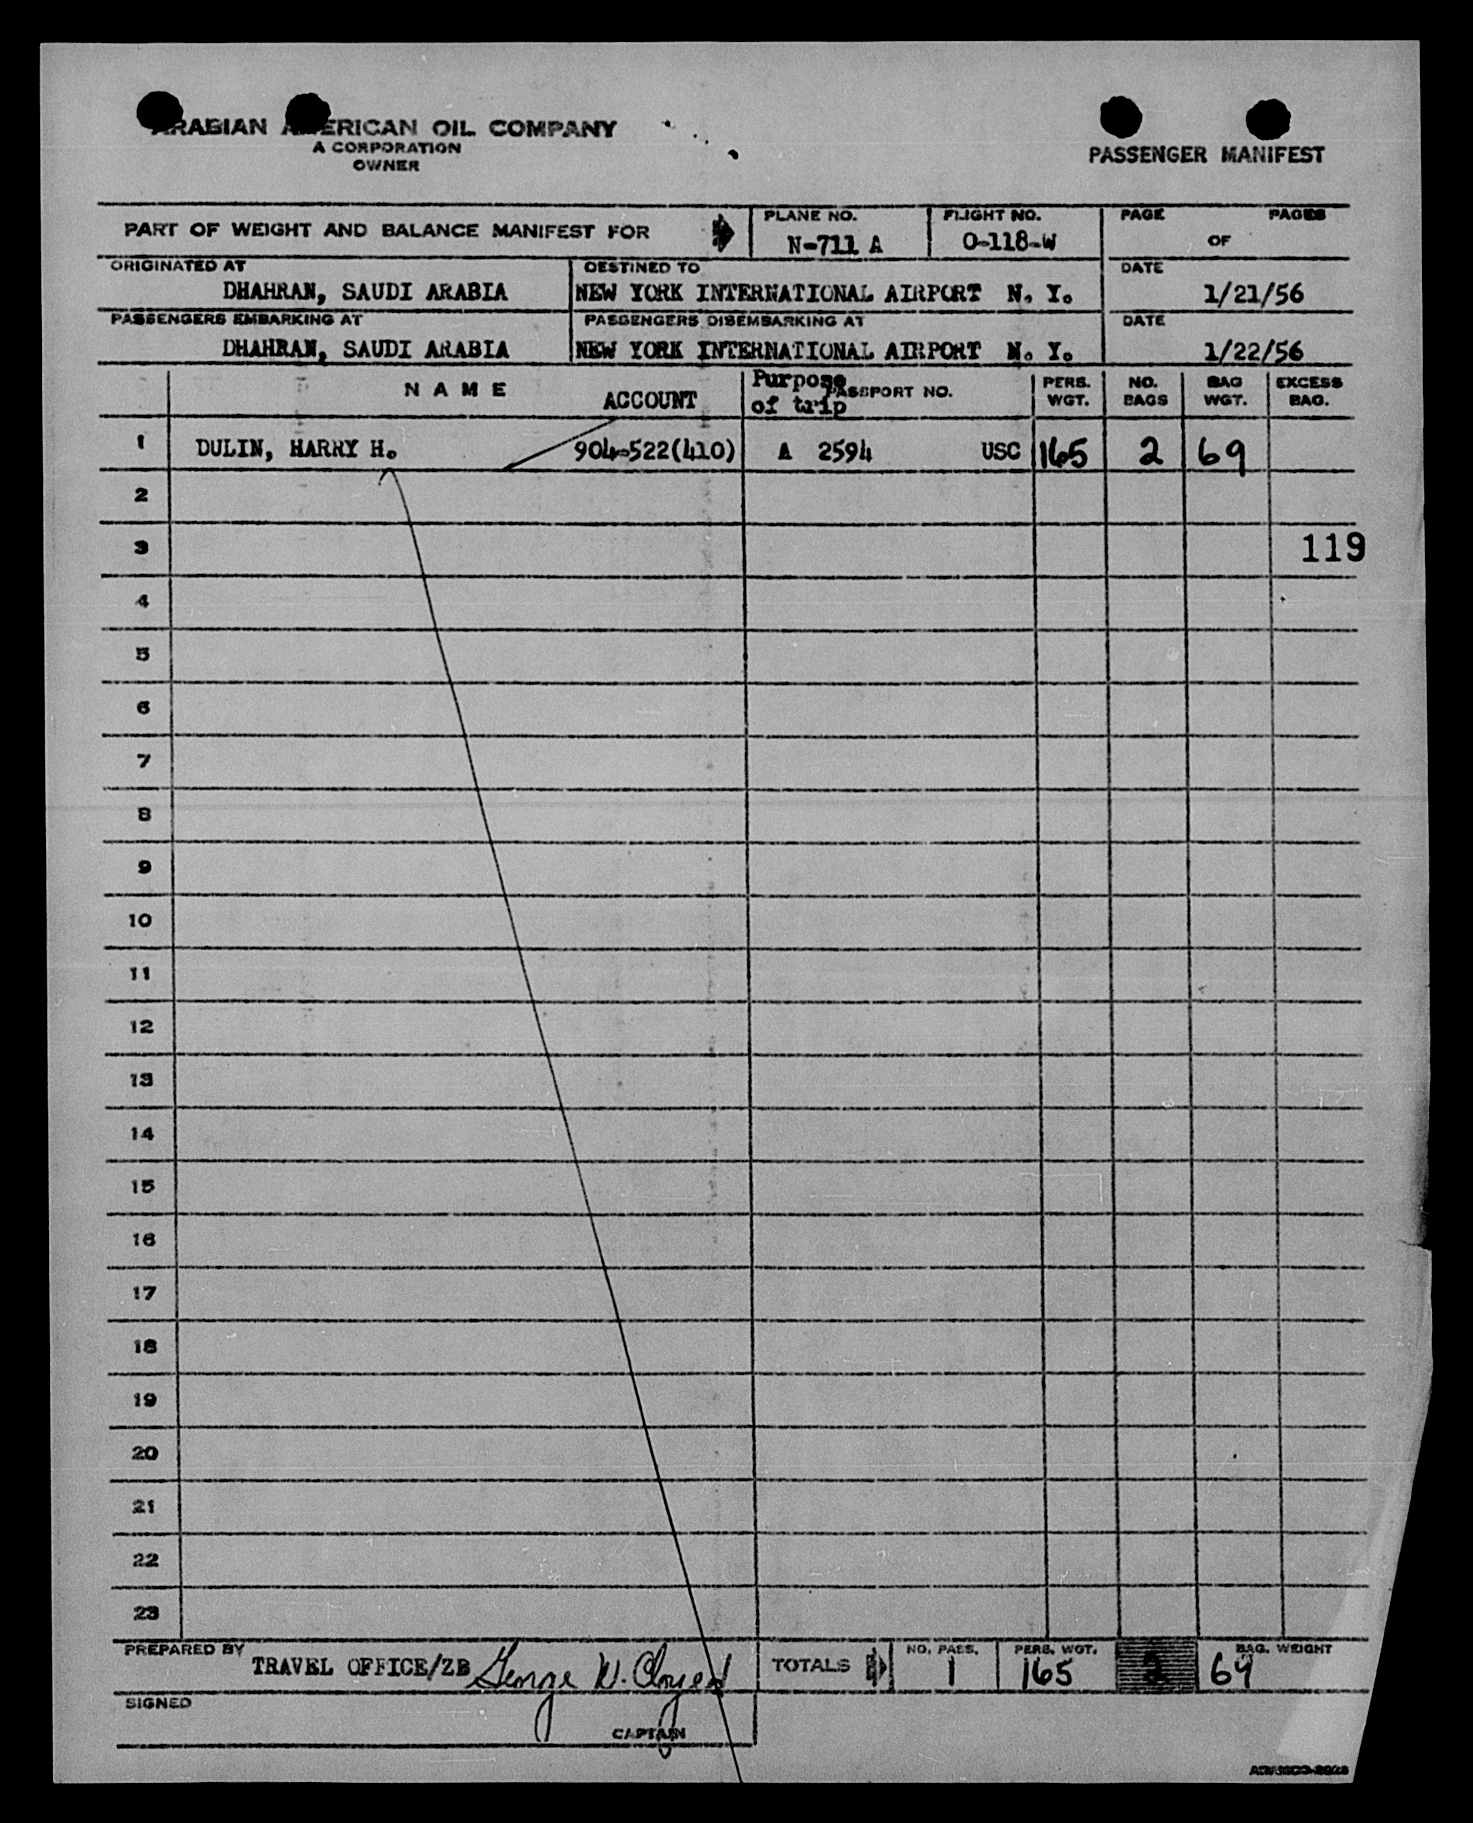 ARABIAN AMERICAN OIL COMPANY
A CORPORATION
OWNER
PASSENGER MANIFEST
PART OF WEIGHT AND BALANCE MANIFEST FOR
PLANE NO.
N-711 A
FLIGHT NO.
O-118-W
PAGE OF PAGES
ORIGINATED AT
DHAHRAN, SAUDI ARABIA
DESTINED TO
NEW YORK INTERNATIONAL AIRPORT N. Y.
DATE
1/21/56
PASSENGERS EMBARKING AT
DHAHRAN, SAUDI ARABIA
PASSENGERS DISEMBARKING AT
NEW YORK INTERNATIONAL AIRPORT N. Y.
DATE
1/22/56
NAME
ACCOUNT
Purpose
of trip
PASSPORT NO.
PERS. WGT.
NO. BAGS
BAG WGT.
EXCESS BAG.
1 DULIN, HARRY H. 904-522(410) A 2594 USC 165 2 69
2
3 119
4
5
6
7
8
9
10
11
12
13
14
15
16
17
18
19
20
21
22
23
PREPARED BY
TRAVEL OFFICE/ZB George W. Cloyed
TOTALS
NO. PASS.
1
PERS. WGT.
165
2
BAG. WEIGHT
69
SIGNED
CAPTAIN